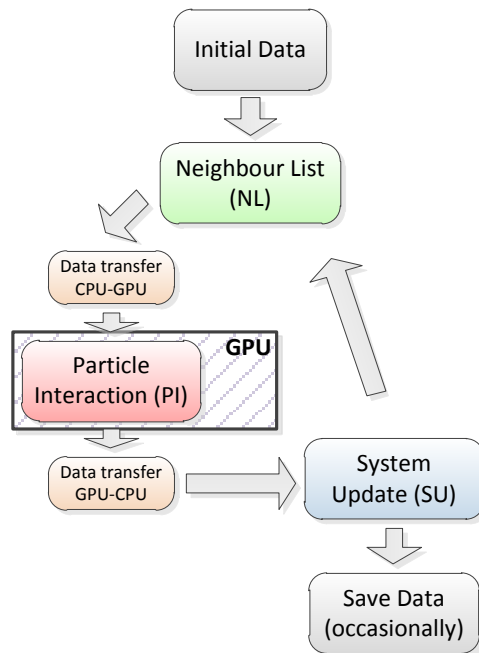 Initial Data
Neighbour List
(NL)
Data transfer
CPU-GPU
GPU
Particle
Interaction (PI)
Data transfer
GPU-CPU
System
Update (SU)
Save Data
(occasionally)